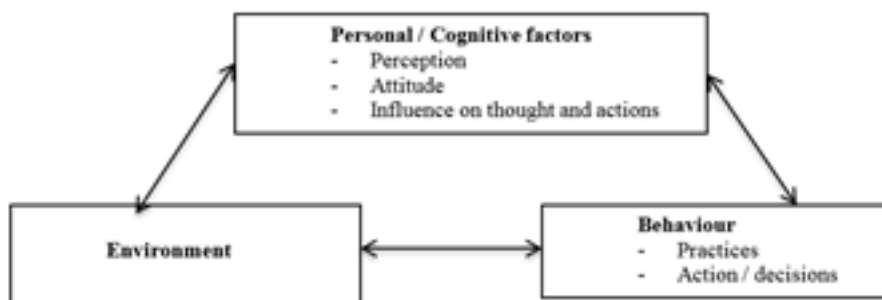 Personal / Cognitive factors
- Perception
- Attitude
- Influence on thought and actions
Environment
Behaviour
- Practices
- Action / decisions